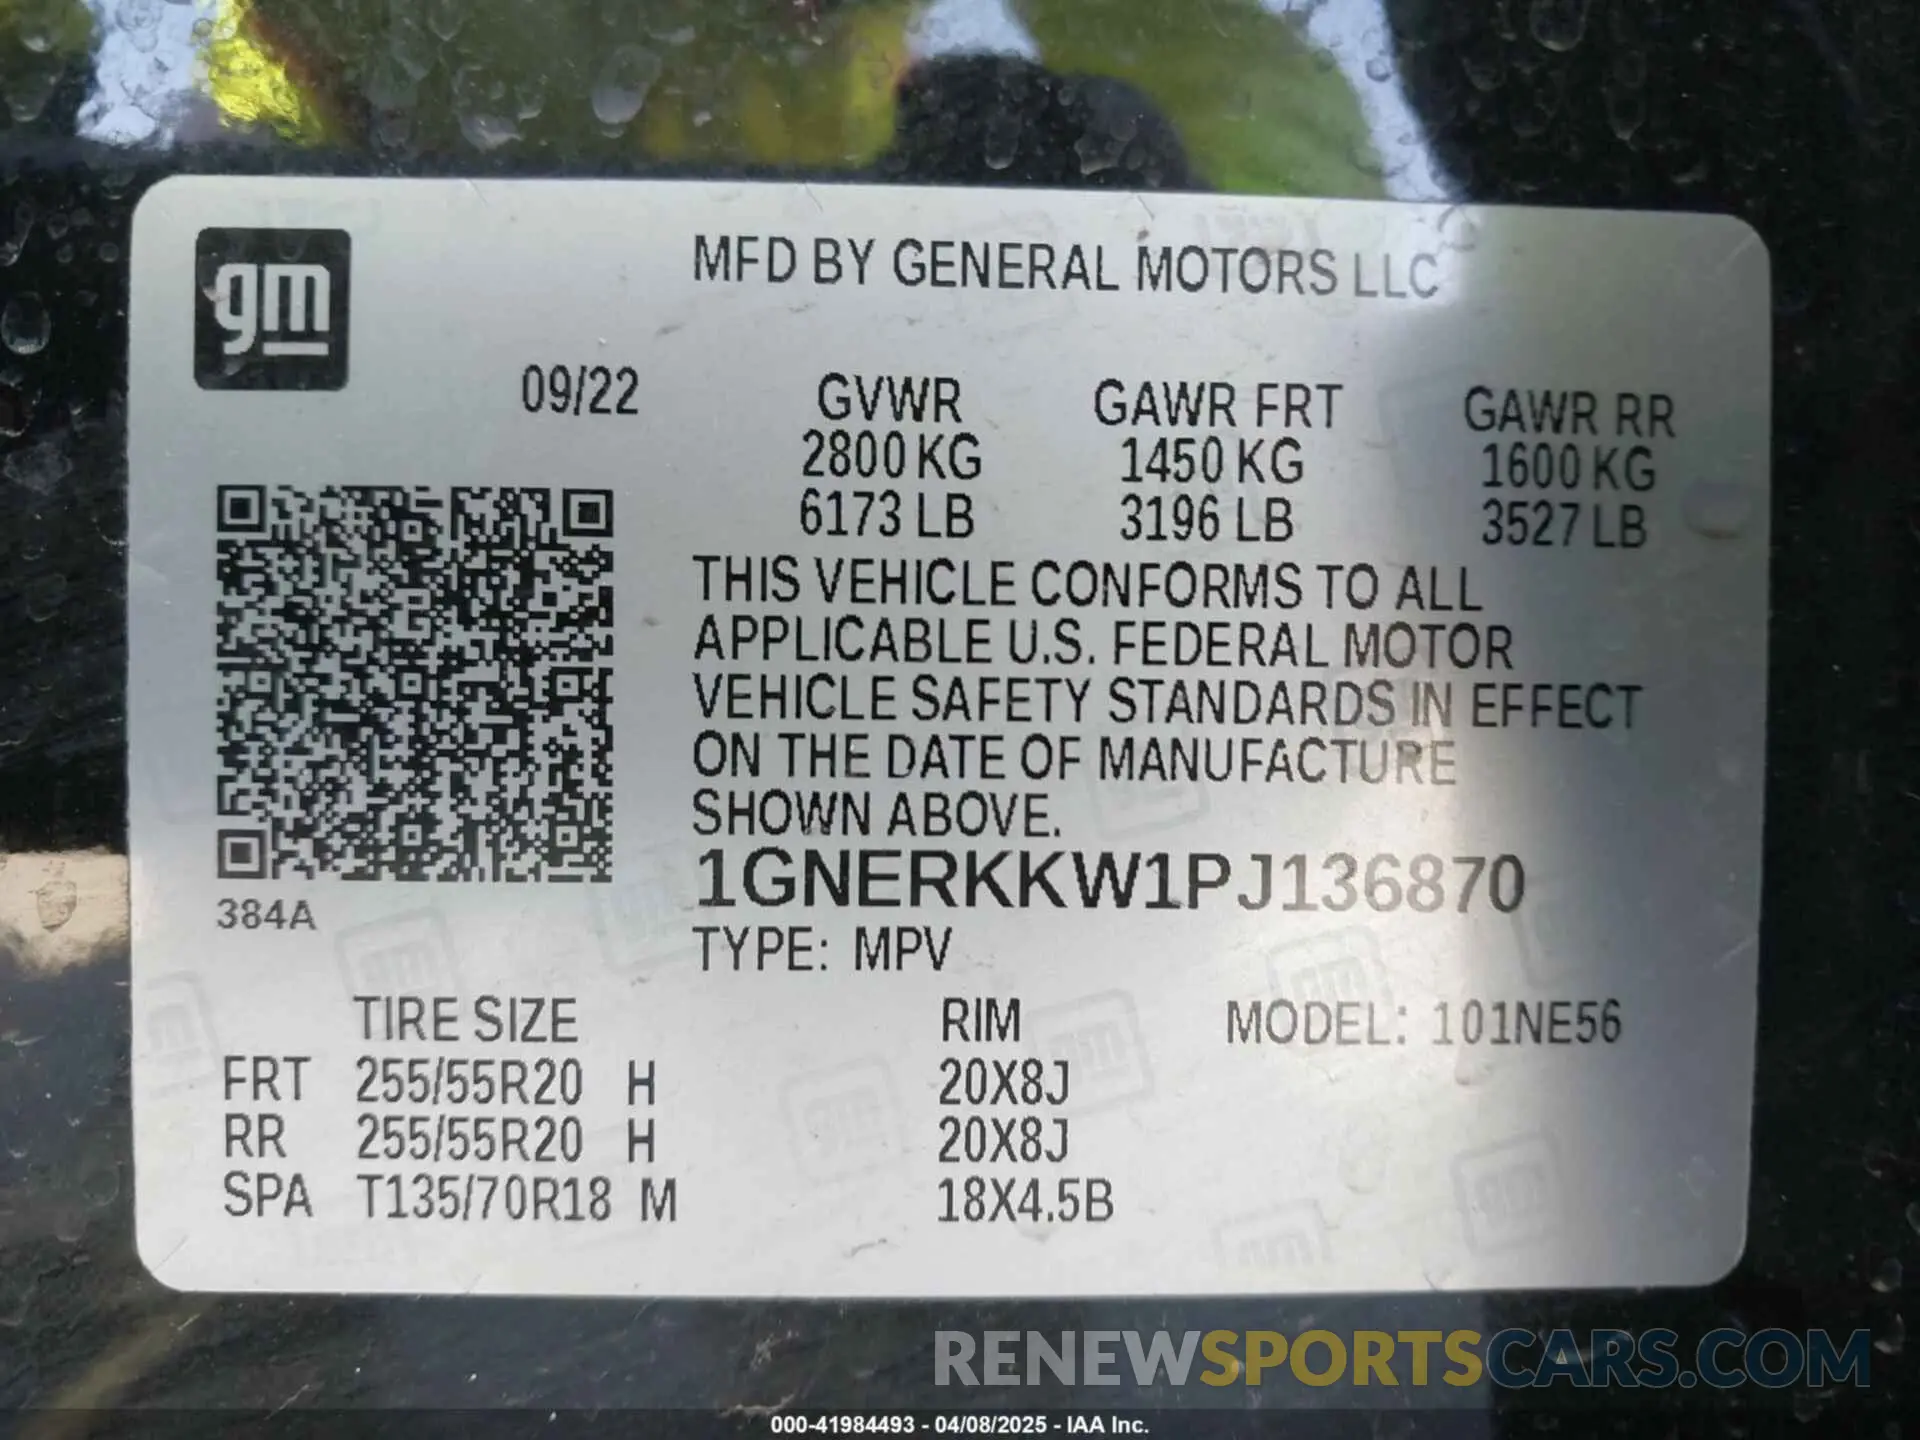 gm
MFD BY GENERAL MOTORS LLC
09/22
GVWR GAWR FRT GAWR RR
2800 KG 1450 KG 1600 KG
6173 LB 3196 LB 3527 LB
THIS VEHICLE CONFORMS TO ALL
APPLICABLE U.S. FEDERAL MOTOR
VEHICLE SAFETY STANDARDS IN EFFECT
ON THE DATE OF MANUFACTURE
SHOWN ABOVE.
1GNERKKW1PJ136870
384A
TYPE: MPV
TIRE SIZE RIM MODEL: 101NE56
FRT 255/55R20 H 20X8J
RR 255/55R20 H 20X8J
SPA T135/70R18 M 18X4.5B
RENEWSPORTSCARS.COM
000-41984493 - 04/08/2025 - IAA Inc.